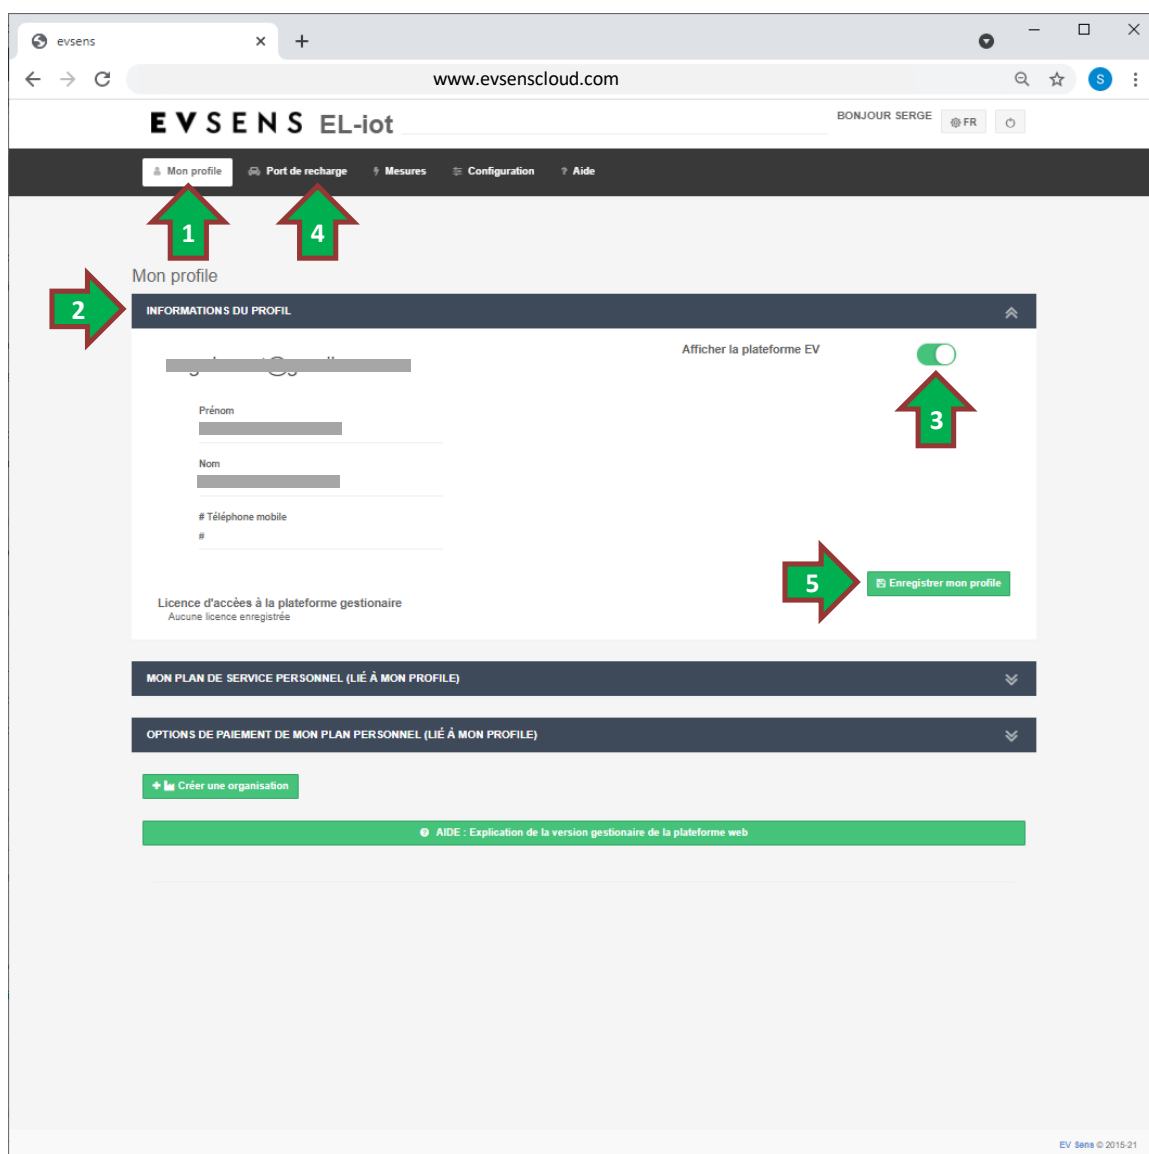 evsens
www.evsenscloud.com
S
EVSENS EL-iot
BONJOUR SERGE
FR
Mon profile
Port de recharge
Mesures
Configuration
? Aide
1
4
Mon profile
2
INFORMATIONS DU PROFIL
Afficher la plateforme EV
3
Prénom
Nom
# Téléphone mobile
#
5
Enregistrer mon profile
Licence d'accèes à la plateforme gestionaire
Aucune licence enregistrée
MON PLAN DE SERVICE PERSONNEL (LIÉ À MON PROFILE)
OPTIONS DE PAIEMENT DE MON PLAN PERSONNEL (LIÉ À MON PROFILE)
+ Créer une organisation
AIDE : Explication de la version gestionaire de la plateforme web
EV Sens © 2015-21